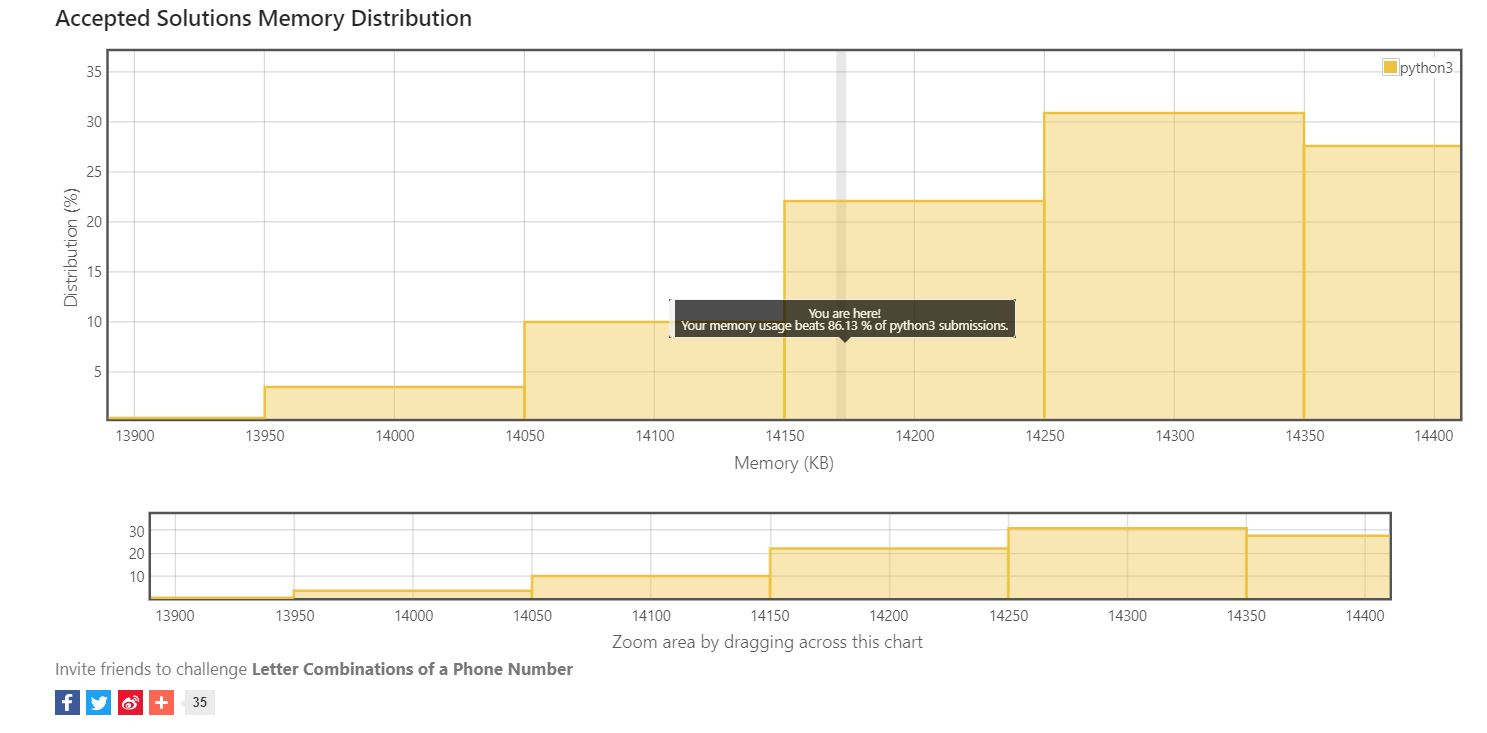 Accepted Solutions Memory Distribution
python3
35
30
25
20
15
10
5
Distribution (%)
You are here!
Your memory usage beats 86.13 % of python3 submissions.
13900 13950 14000 14050 14100 14150 14200 14250 14300 14350 14400
Memory (KB)
30
20
10
13900 13950 14000 14050 14100 14150 14200 14250 14300 14350 14400
Zoom area by dragging across this chart
Invite friends to challenge Letter Combinations of a Phone Number
35